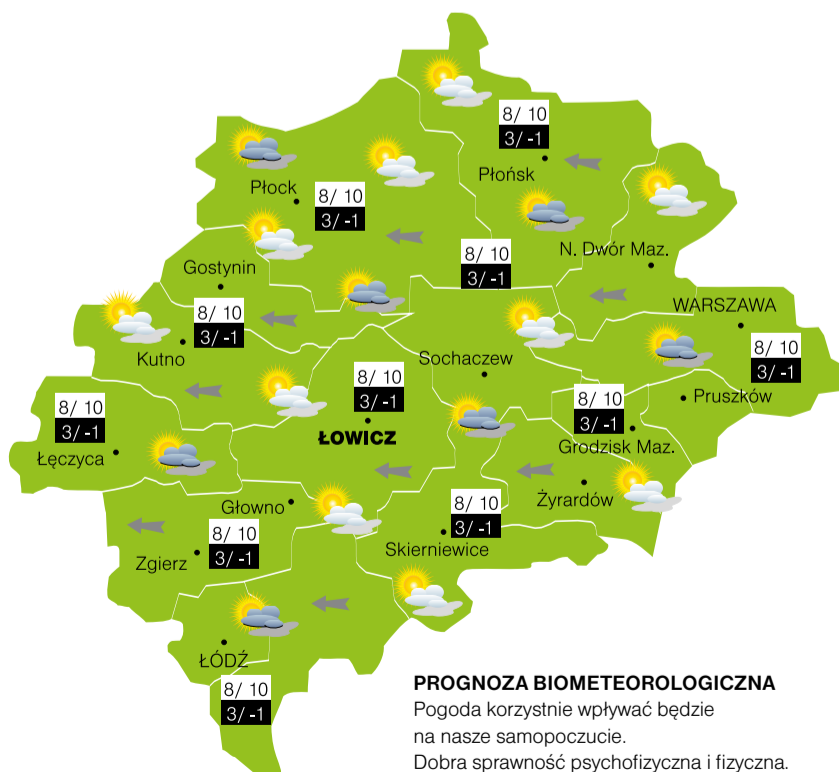 8/ 10
3/ -1
Płońsk
Płock
8/ 10
3/ -1
8/ 10
3/ -1
N. Dwór Maz.
Gostynin
8/ 10
3/ -1
Kutno
WARSZAWA
8/ 10
3/ -1
Sochaczew
8/ 10
3/ -1
ŁOWICZ
Pruszków
8/ 10
3/ -1
Grodzisk Maz.
8/ 10
3/ -1
Łęczyca
Żyrardów
Głowno
8/ 10
3/ -1
Skierniewice
8/ 10
3/ -1
Zgierz
ŁÓDŹ
8/ 10
3/ -1
PROGNOZA BIOMETEOROLOGICZNA
Pogoda korzystnie wpływać będzie
na nasze samopoczucie.
Dobra sprawność psychofizyczna i fizyczna.